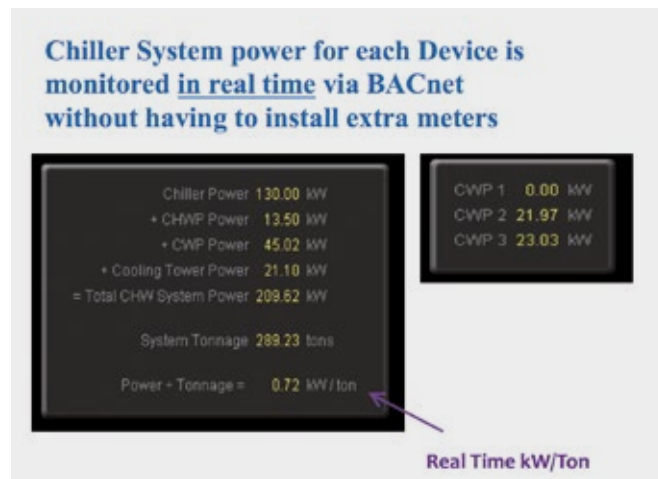 Chiller System power for each Device is
monitored in real time via BACnet
without having to install extra meters
Chiller Power 130.00 kW
+ CHWP Power 13.50 kW
+ CWP Power 45.02 kW
+ Cooling Tower Power 21.10 kW
= Total CHW System Power 209.62 kW
System Tonnage 289.23 tons
Power ÷ Tonnage = 0.72 kW / ton
CWP 1 0.00 kW
CWP 2 21.97 kW
CWP 3 23.03 kW
Real Time kW/Ton